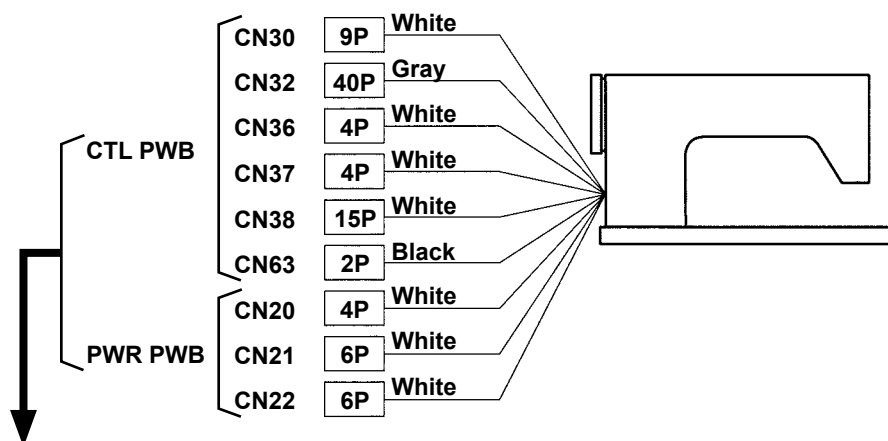 CN30 9P White
CN32 40P Gray
CN36 4P White
CTL PWB
CN37 4P White
CN38 15P White
CN63 2P Black
CN20 4P White
PWR PWB
CN21 6P White
CN22 6P White